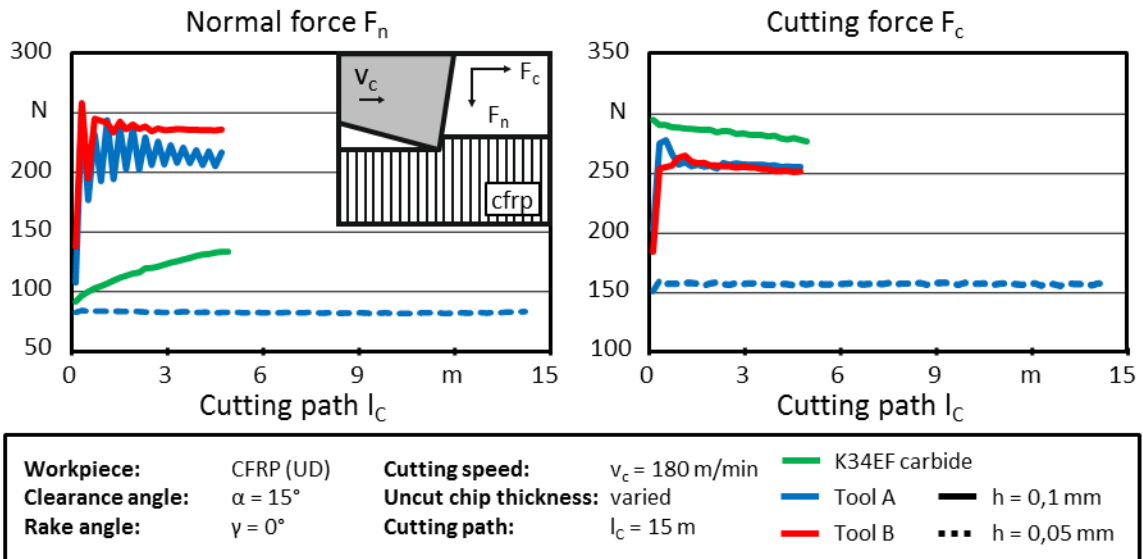 Normal force Fn
300
N
200
150
100
50
0
3
6
9
m
15
Cutting path lC
vc
Fc
Fn
cfrp
Cutting force Fc
350
N
300
250
200
150
100
0
3
6
9
m
15
Cutting path lC
Workpiece: CFRP (UD)
Clearance angle: α = 15°
Rake angle: γ = 0°
Cutting speed: vc = 180 m/min
Uncut chip thickness: varied
Cutting path: lC = 15 m
K34EF carbide
Tool A
h = 0,1 mm
Tool B
h = 0,05 mm